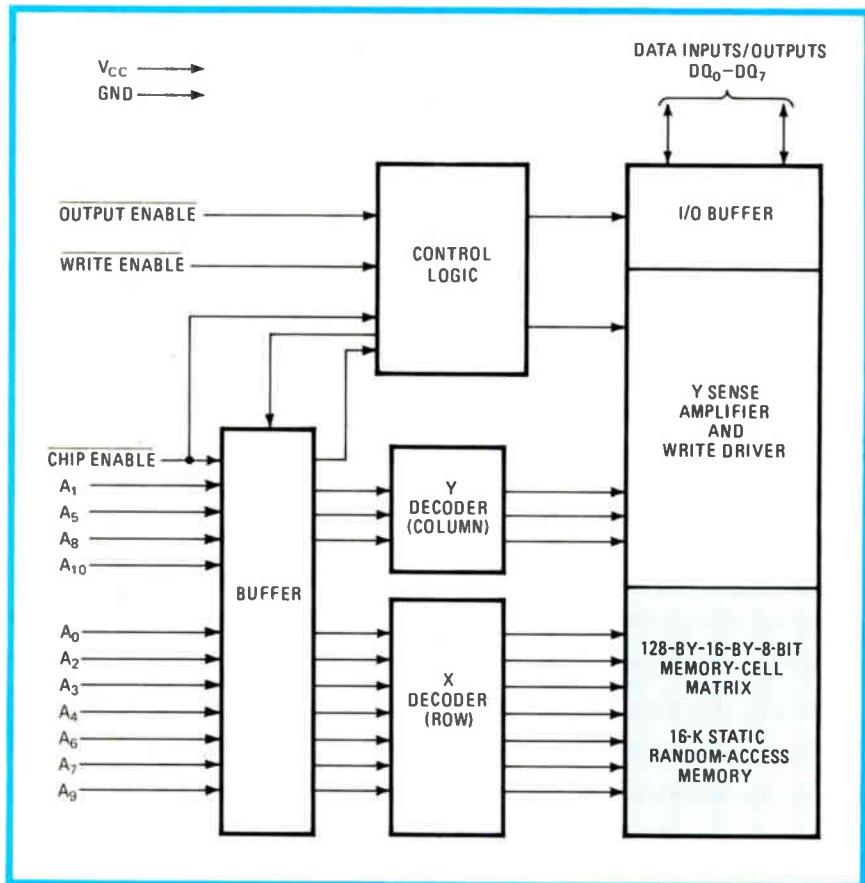 V_CC
GND
DATA INPUTS/OUTPUTS
DQ₀–DQ₇
OUTPUT ENABLE
WRITE ENABLE
CONTROL
LOGIC
I/O BUFFER
Y SENSE
AMPLIFIER
AND
WRITE DRIVER
CHIP ENABLE
A₁
A₅
A₈
A₁₀
BUFFER
Y
DECODER
(COLUMN)
A₀
A₂
A₃
A₄
A₆
A₇
A₉
X
DECODER
(ROW)
128-BY-16-BY-8-BIT
MEMORY-CELL
MATRIX
16-K STATIC
RANDOM-ACCESS
MEMORY